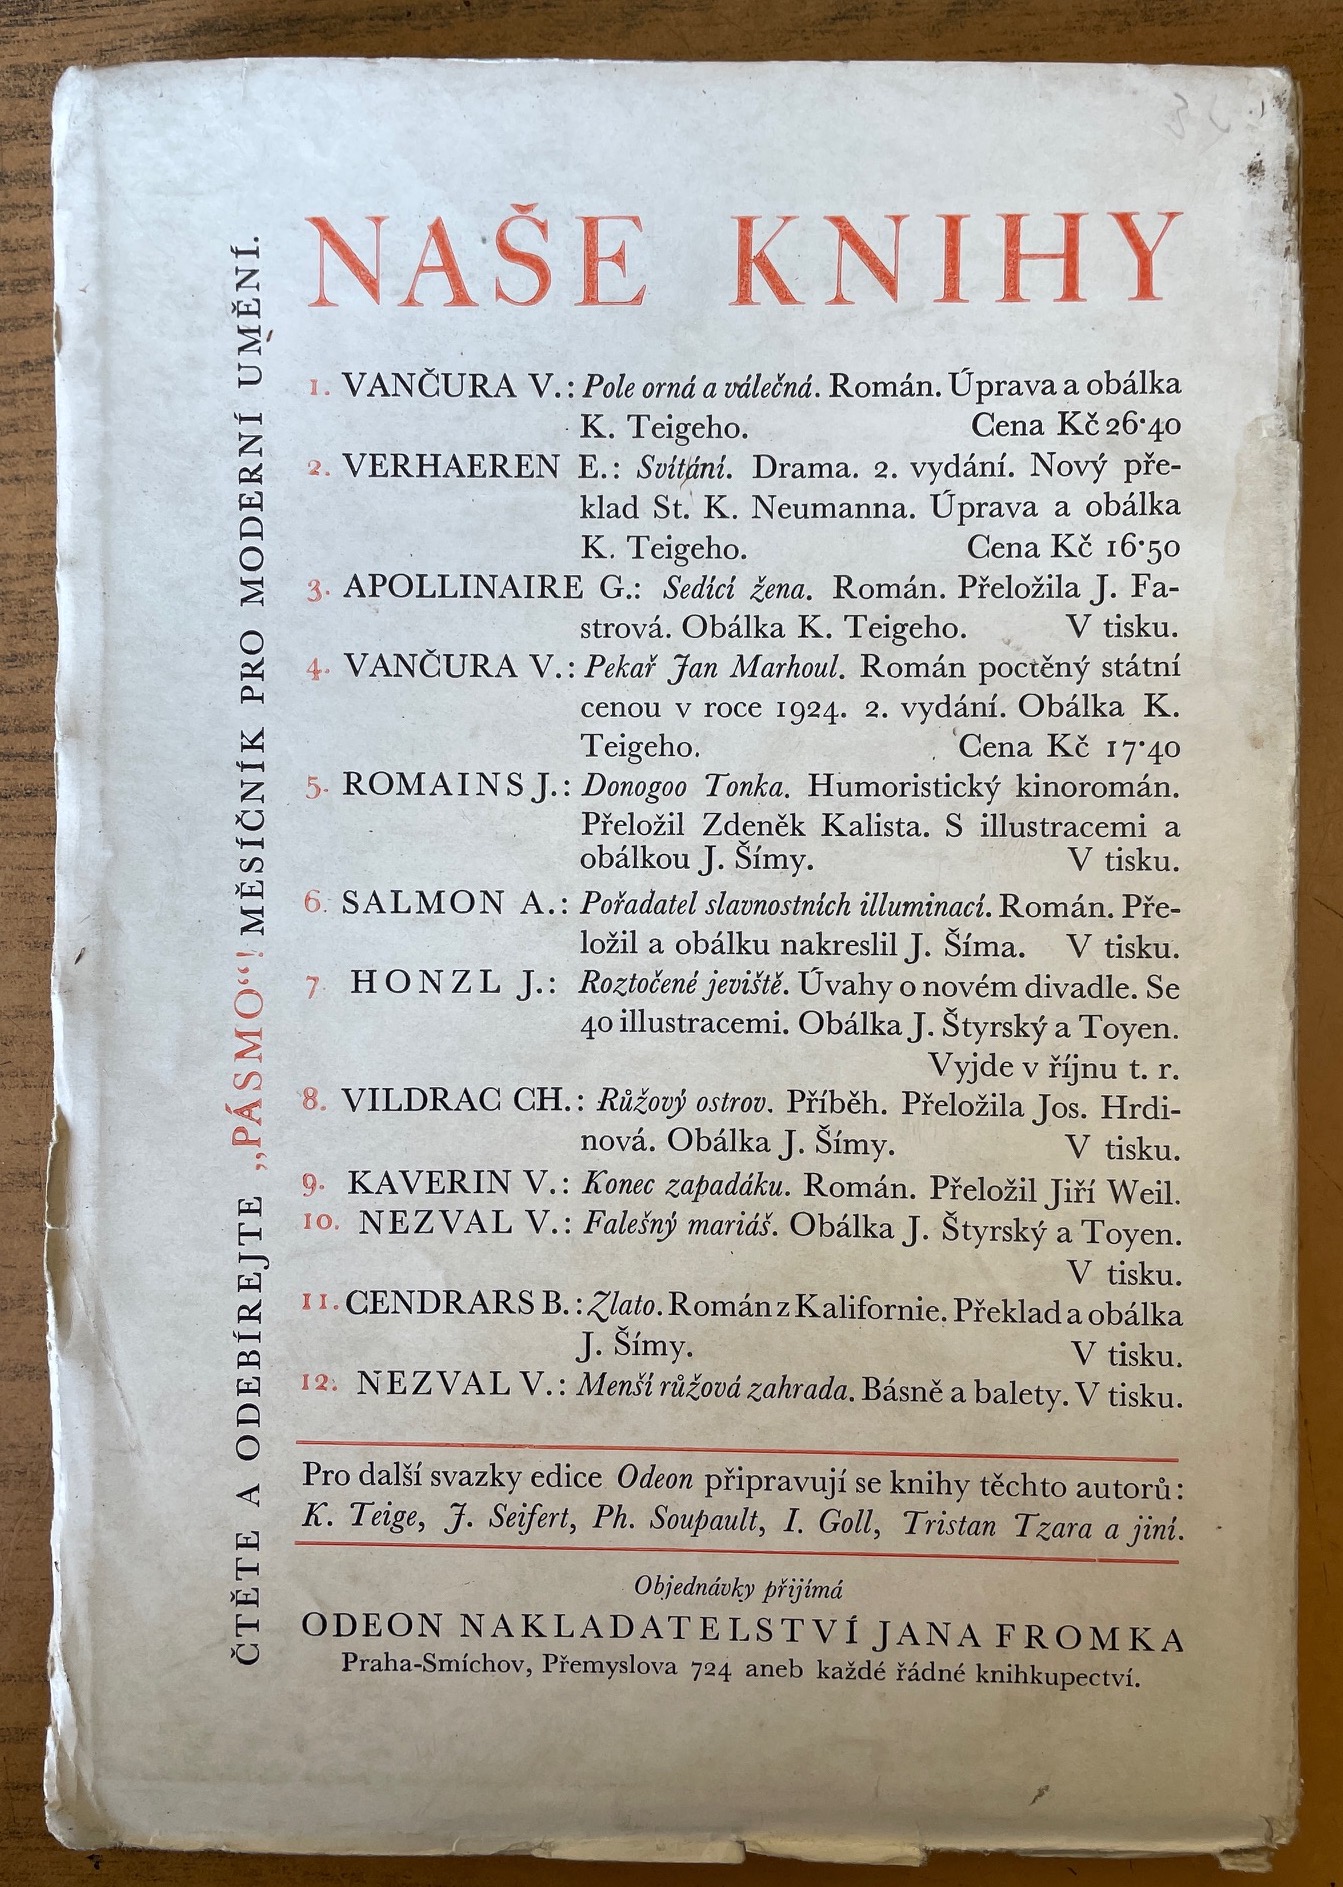 NAŠE KNIHY
1. VANČURA V.: Pole orná a válečná. Román. Úprava a obálka
K. Teigeho. Cena Kč 26·40
2. VERHAEREN E.: Svítání. Drama. 2. vydání. Nový pře-
klad St. K. Neumanna. Úprava a obálka
K. Teigeho. Cena Kč 16·50
3. APOLLINAIRE G.: Sedící žena. Román. Přeložila J. Fa-
strová. Obálka K. Teigeho. V tisku.
4. VANČURA V.: Pekař Jan Marhoul. Román poctěný státní
cenou v roce 1924. 2. vydání. Obálka K.
Teigeho. Cena Kč 17·40
5. ROMAINS J.: Donogoo Tonka. Humoristický kinoromán.
Přeložil Zdeněk Kalista. S illustracemi a
obálkou J. Šímy. V tisku.
6. SALMON A.: Pořadatel slavnostních illuminací. Román. Pře-
ložil a obálku nakreslil J. Šíma. V tisku.
7. HONZL J.: Roztočené jeviště. Úvahy o novém divadle. Se
40 illustracemi. Obálka J. Štyrský a Toyen.
Vyjde v říjnu t. r.
8. VILDRAC CH.: Růžový ostrov. Příběh. Přeložila Jos. Hrdi-
nová. Obálka J. Šímy. V tisku.
9. KAVERIN V.: Konec zapadáku. Román. Přeložil Jiří Weil.
10. NEZVAL V.: Falešný mariáš. Obálka J. Štyrský a Toyen.
V tisku.
11. CENDRARS B.: Zlato. Román z Kalifornie. Překlad a obálka
J. Šímy. V tisku.
12. NEZVAL V.: Menší růžová zahrada. Básně a balety. V tisku.
Pro další svazky edice Odeon připravují se knihy těchto autorů:
K. Teige, J. Seifert, Ph. Soupault, I. Goll, Tristan Tzara a jiní.
Objednávky přijímá
ODEON NAKLADATELSTVÍ JANA FROMKA
Praha-Smíchov, Přemyslova 724 aneb každé řádné knihkupectví.
ČTĚTE A ODEBÍREJTE „PÁSMO“! MĚSÍČNÍK PRO MODERNÍ UMĚNÍ.